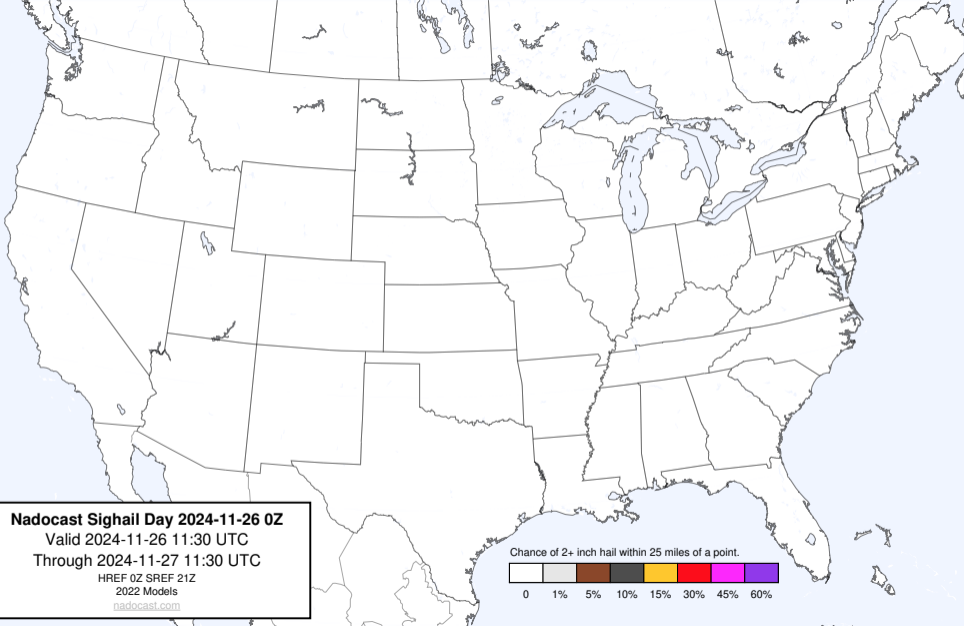 Nadocast Sighail Day 2024-11-26 0Z
Valid 2024-11-26 11:30 UTC
Through 2024-11-27 11:30 UTC
HREF 0Z SREF 21Z
2022 Models
nadocast.com
Chance of 2+ inch hail within 25 miles of a point.
0 1% 5% 10% 15% 30% 45% 60%